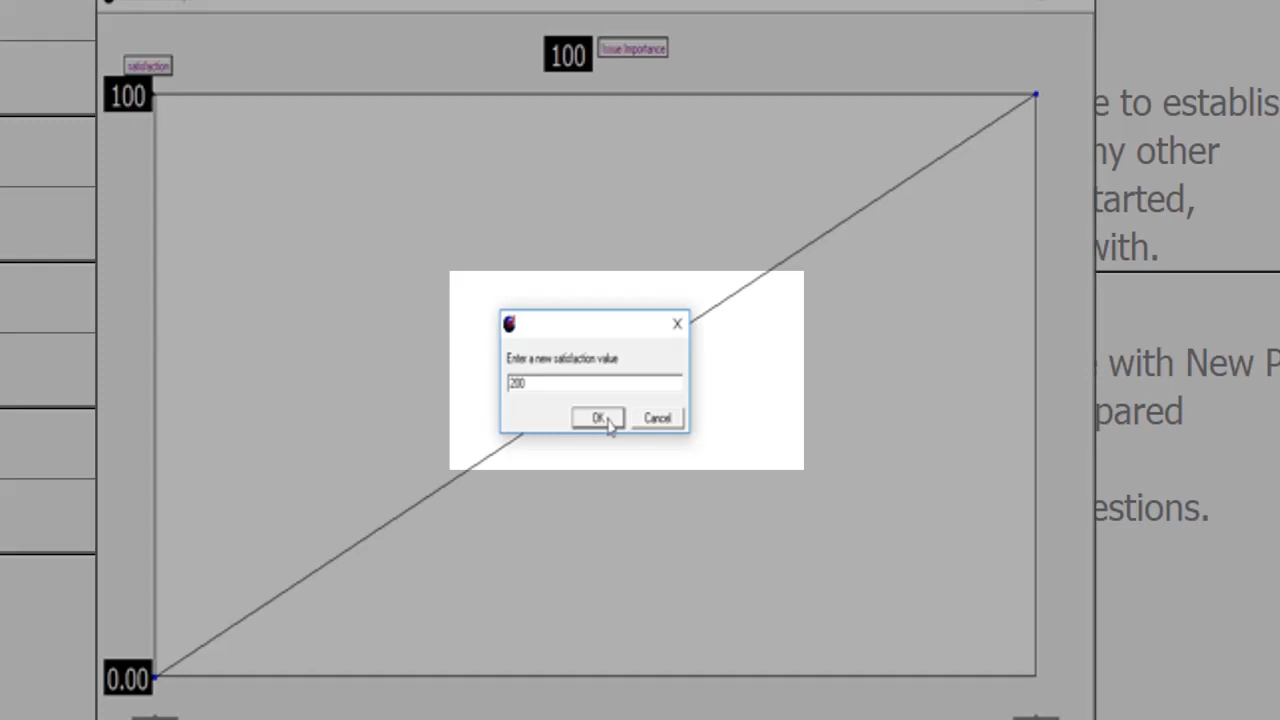 100 Issue Importance
satisfaction
100
e to establis
ny other
tarted,
with.
X
Enter a new satisfaction value
200
OK Cancel
with New P
pared
estions.
0.00